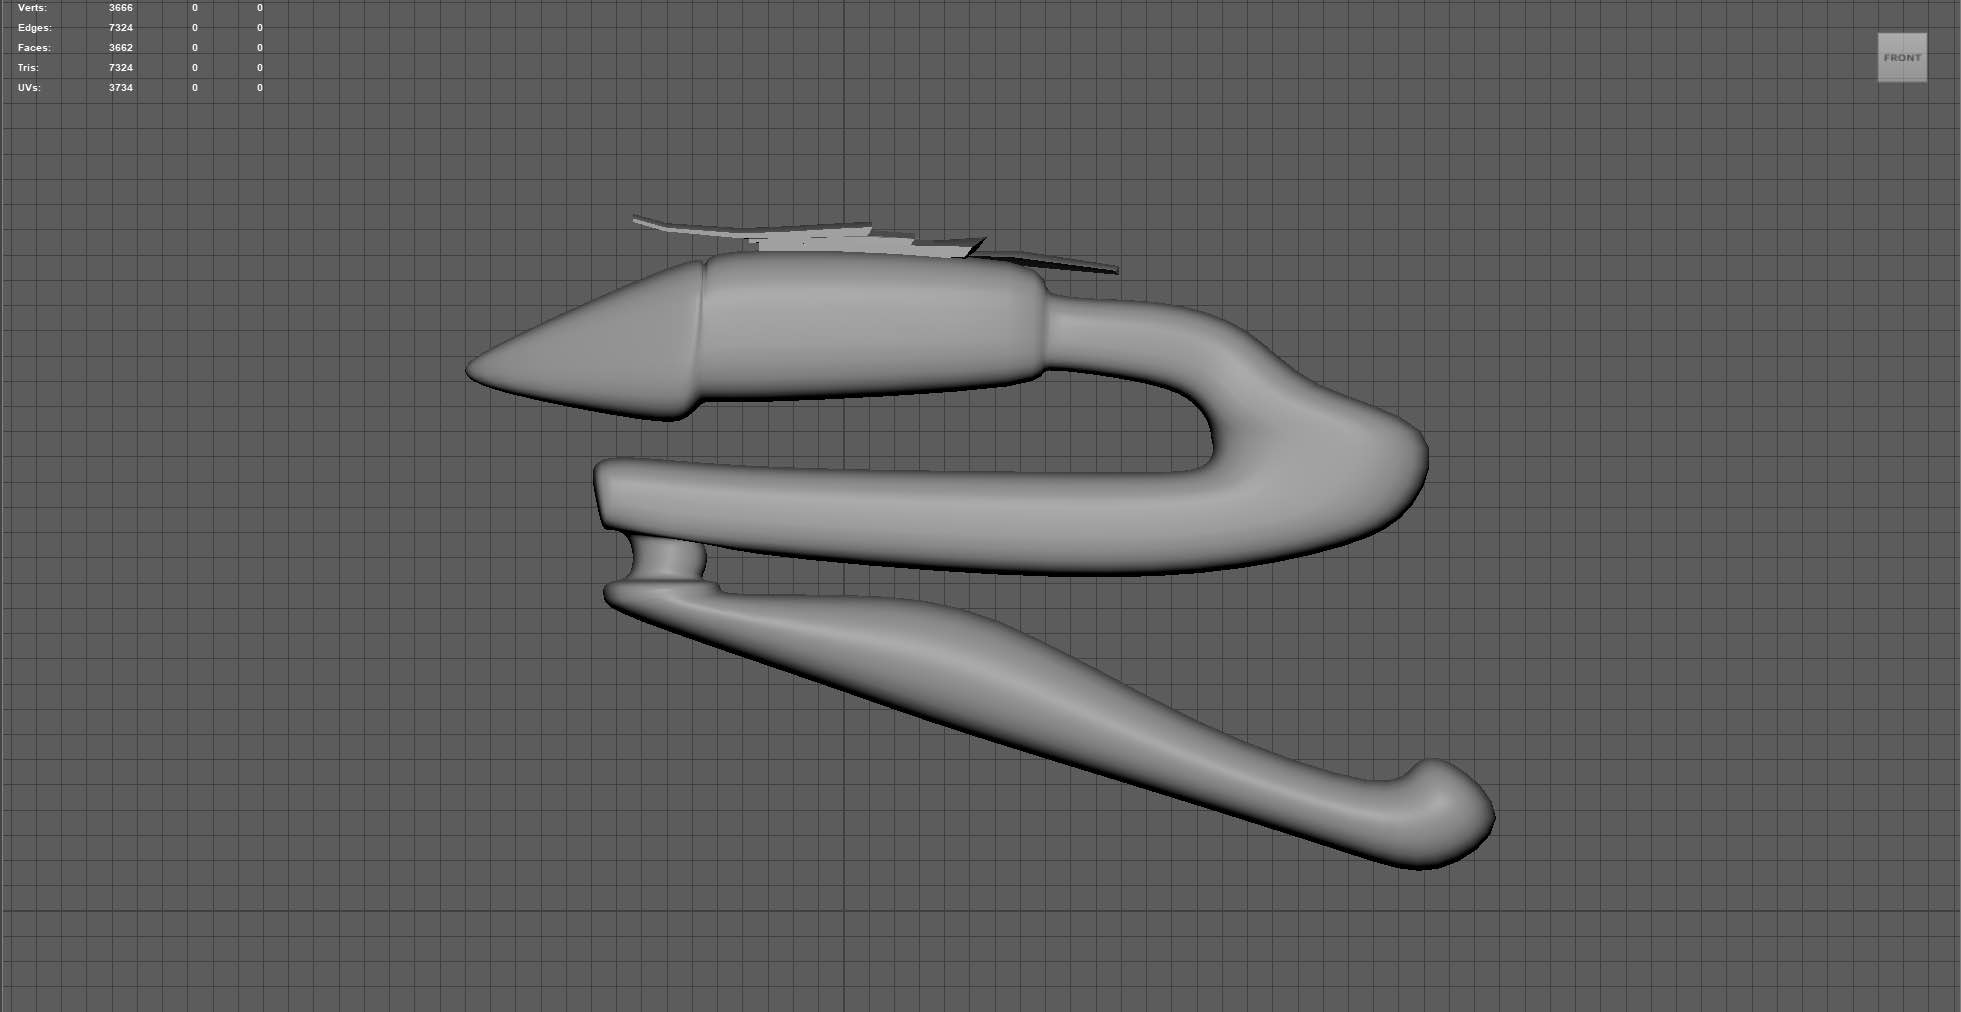 Verts: 3666 0 0
Edges: 7324 0 0
Faces: 3662 0 0
Tris: 7324 0 0
UVs: 3734 0 0
FRONT